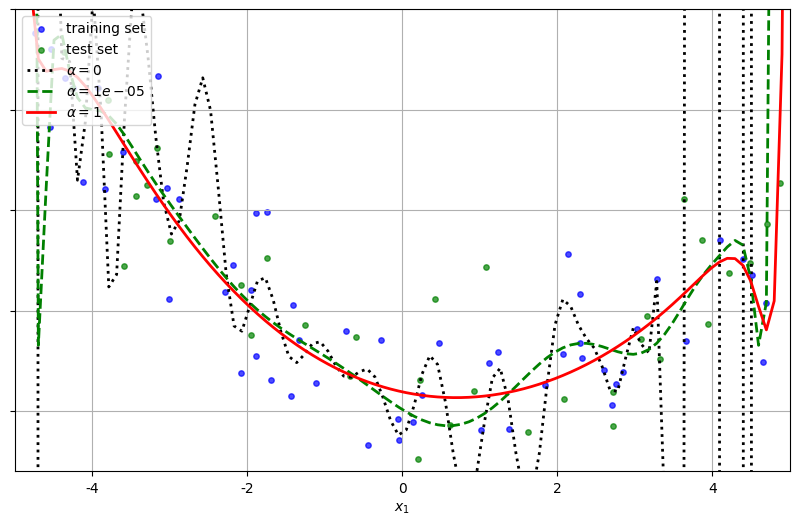 training set
test set
α = 0
α = 1e − 05
α = 1
-4 -2 0 2 4
x₁